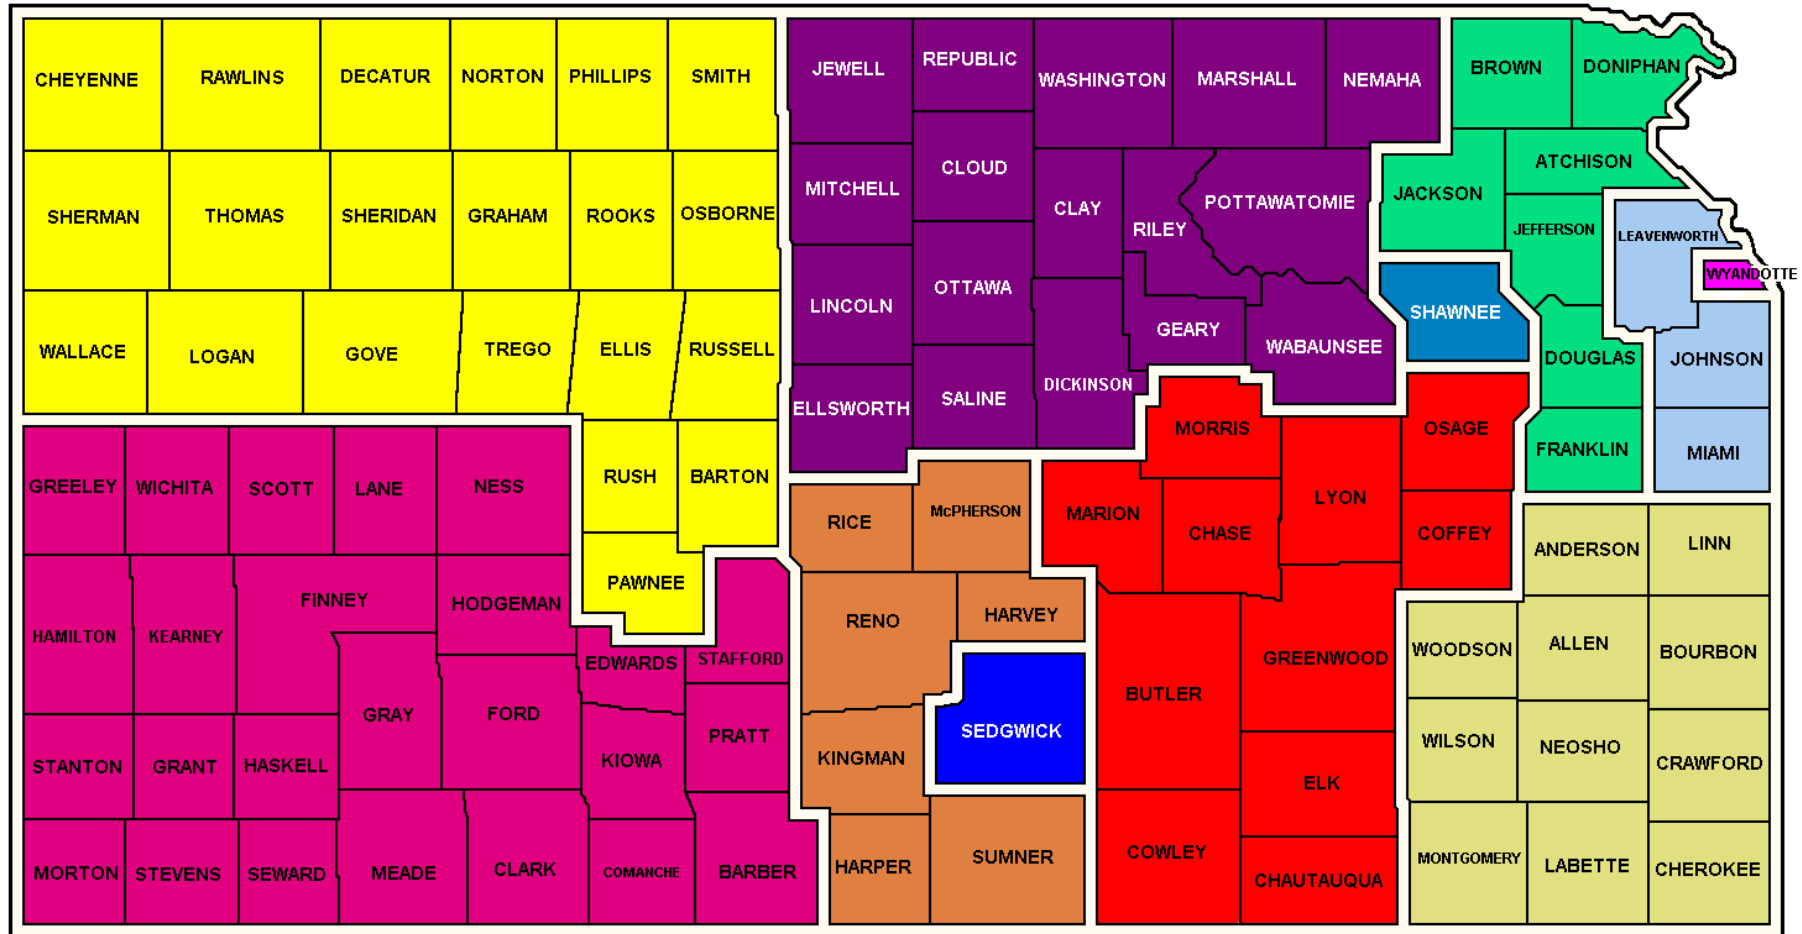 CHEYENNE
RAWLINS
DECATUR
NORTON
PHILLIPS
SMITH
JEWELL
REPUBLIC
WASHINGTON
MARSHALL
NEMAHA
BROWN
DONIPHAN
SHERMAN
THOMAS
SHERIDAN
GRAHAM
ROOKS
OSBORNE
MITCHELL
CLOUD
CLAY
RILEY
POTTAWATOMIE
JACKSON
ATCHISON
JEFFERSON
LEAVENWORTH
WYANDOTTE
WALLACE
LOGAN
GOVE
TREGO
ELLIS
RUSSELL
LINCOLN
OTTAWA
GEARY
WABAUNSEE
SHAWNEE
DOUGLAS
JOHNSON
ELLSWORTH
SALINE
DICKINSON
MORRIS
OSAGE
FRANKLIN
MIAMI
GREELEY
WICHITA
SCOTT
LANE
NESS
RUSH
BARTON
RICE
McPHERSON
MARION
CHASE
LYON
COFFEY
ANDERSON
LINN
HAMILTON
KEARNEY
FINNEY
HODGEMAN
PAWNEE
EDWARDS
STAFFORD
RENO
HARVEY
BUTLER
GREENWOOD
WOODSON
ALLEN
BOURBON
STANTON
GRANT
HASKELL
GRAY
FORD
KIOWA
PRATT
KINGMAN
SEDGWICK
ELK
WILSON
NEOSHO
CRAWFORD
MORTON
STEVENS
SEWARD
MEADE
CLARK
COMANCHE
BARBER
HARPER
SUMNER
COWLEY
CHAUTAUQUA
MONTGOMERY
LABETTE
CHEROKEE